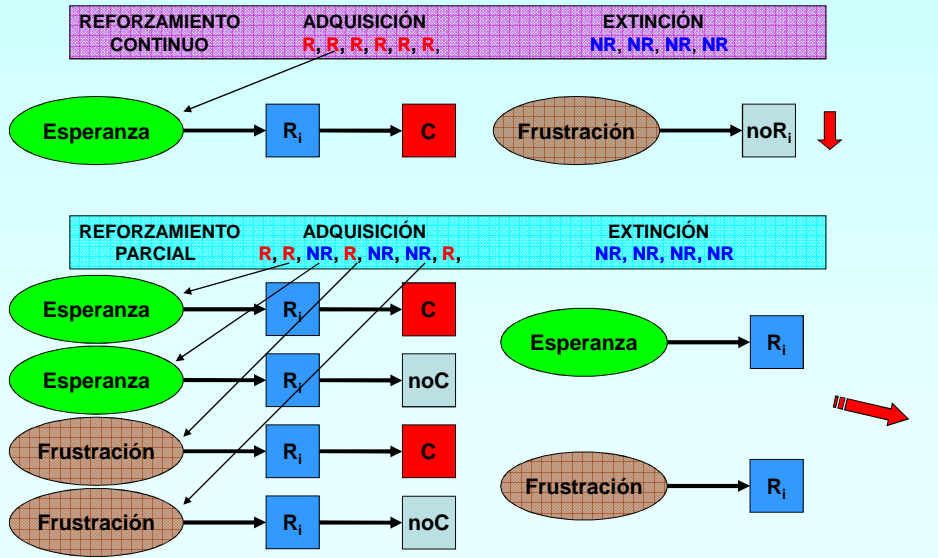 REFORZAMIENTO CONTINUO
ADQUISICIÓN
R, R, R, R, R, R,
EXTINCIÓN
NR, NR, NR, NR
Esperanza
Ri
C
Frustración
noRi
REFORZAMIENTO PARCIAL
ADQUISICIÓN
R, R, NR, R, NR, NR, R,
EXTINCIÓN
NR, NR, NR, NR
Esperanza
Ri
C
Esperanza
Ri
noC
Frustración
Ri
C
Frustración
Ri
noC
Esperanza
Ri
Frustración
Ri